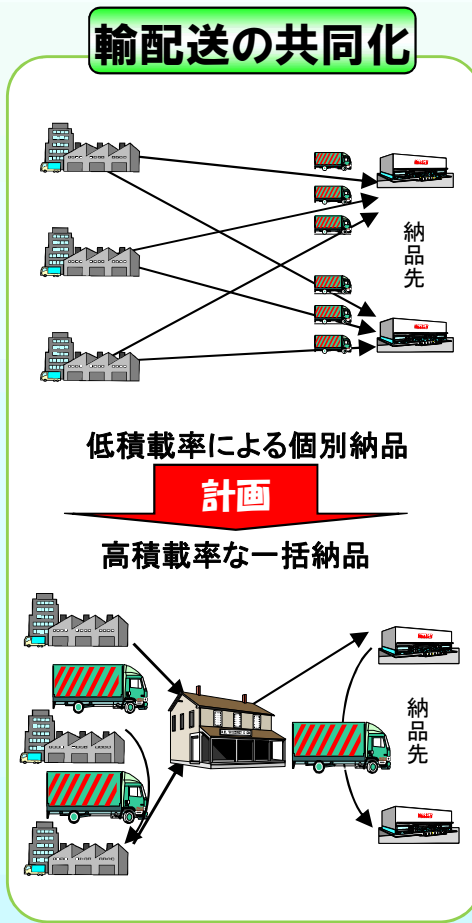 輸配送の共同化
納品先
低積載率による個別納品
計画
高積載率な一括納品
納品先